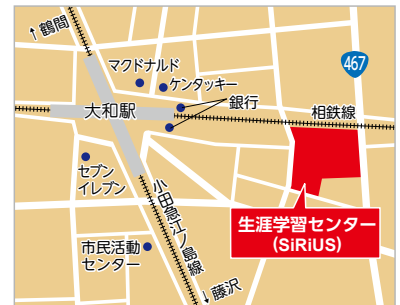 ↑鶴間
467
マクドナルド
ケンタッキー
銀行
大和駅
相鉄線
セブン
イレブン
小田急江ノ島線
生涯学習センター
(SiRiUS)
市民活動
センター
↓藤沢